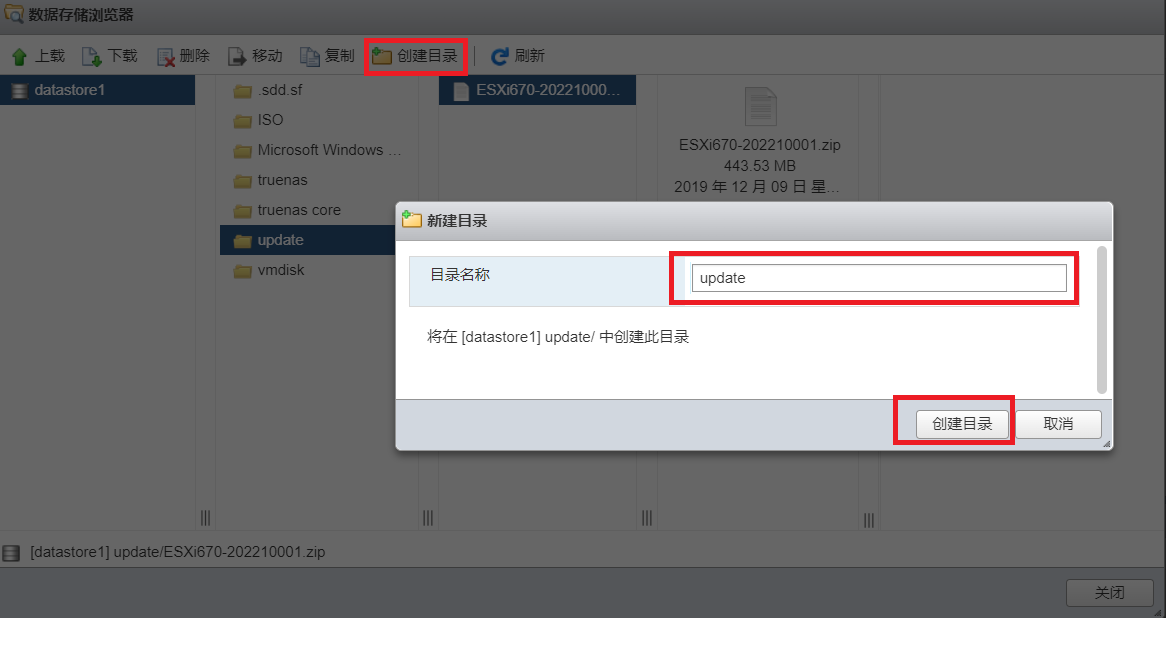 数据存储浏览器
上载 下载 删除 移动 复制 创建目录 刷新
datastore1
.sdd.sf
ISO
Microsoft Windows ...
truenas
truenas core
update
vmdisk
ESXi670-20221000...
ESXi670-202210001.zip
443.53 MB
2019 年 12 月 09 日 星...
新建目录
目录名称 update
将在 [datastore1] update/ 中创建此目录
创建目录 取消
[datastore1] update/ESXi670-202210001.zip
关闭